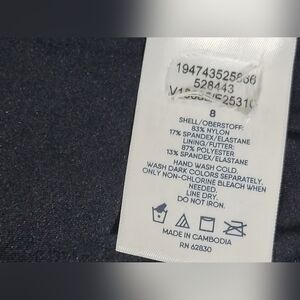 194743525866
528443
8
SHELL/OBERSTOFF:
83% NYLON
17% SPANDEX/ELASTANE
LINING/FUTTER:
87% POLYESTER
13% SPANDEX/ELASTANE
HAND WASH COLD.
WASH DARK COLORS SEPARATELY.
ONLY NON-CHLORINE BLEACH WHEN
NEEDED.
LINE DRY.
DO NOT IRON.
MADE IN CAMBODIA
RN 62830